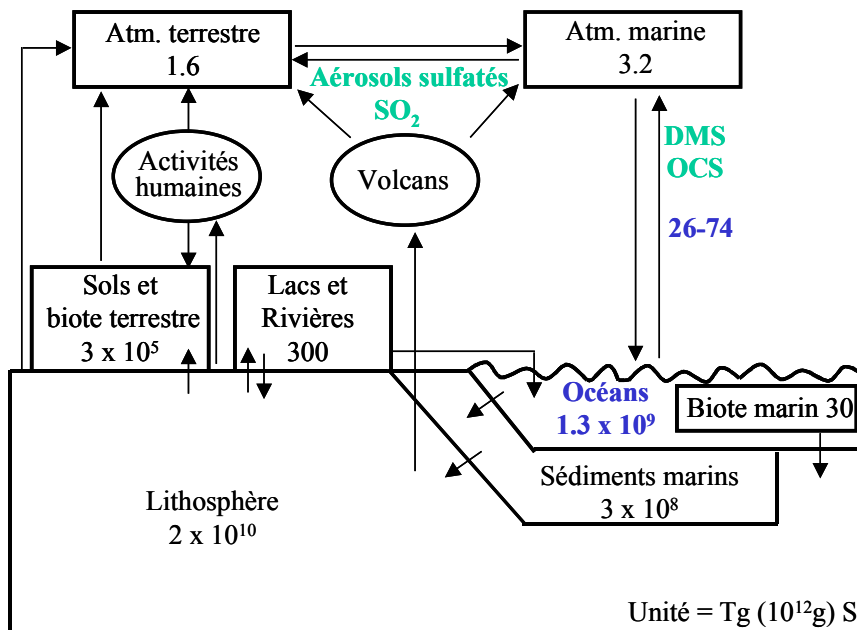 Atm. terrestre
1.6
Atm. marine
3.2
Aérosols sulfatés
SO₂
DMS
OCS
26-74
Activités
humaines
Volcans
Sols et
biote terrestre
3 x 10⁵
Lacs et
Rivières
300
Océans
1.3 x 10⁹
Biote marin 30
Sédiments marins
3 x 10⁸
Lithosphère
2 x 10¹⁰
Unité = Tg (10¹²g) S